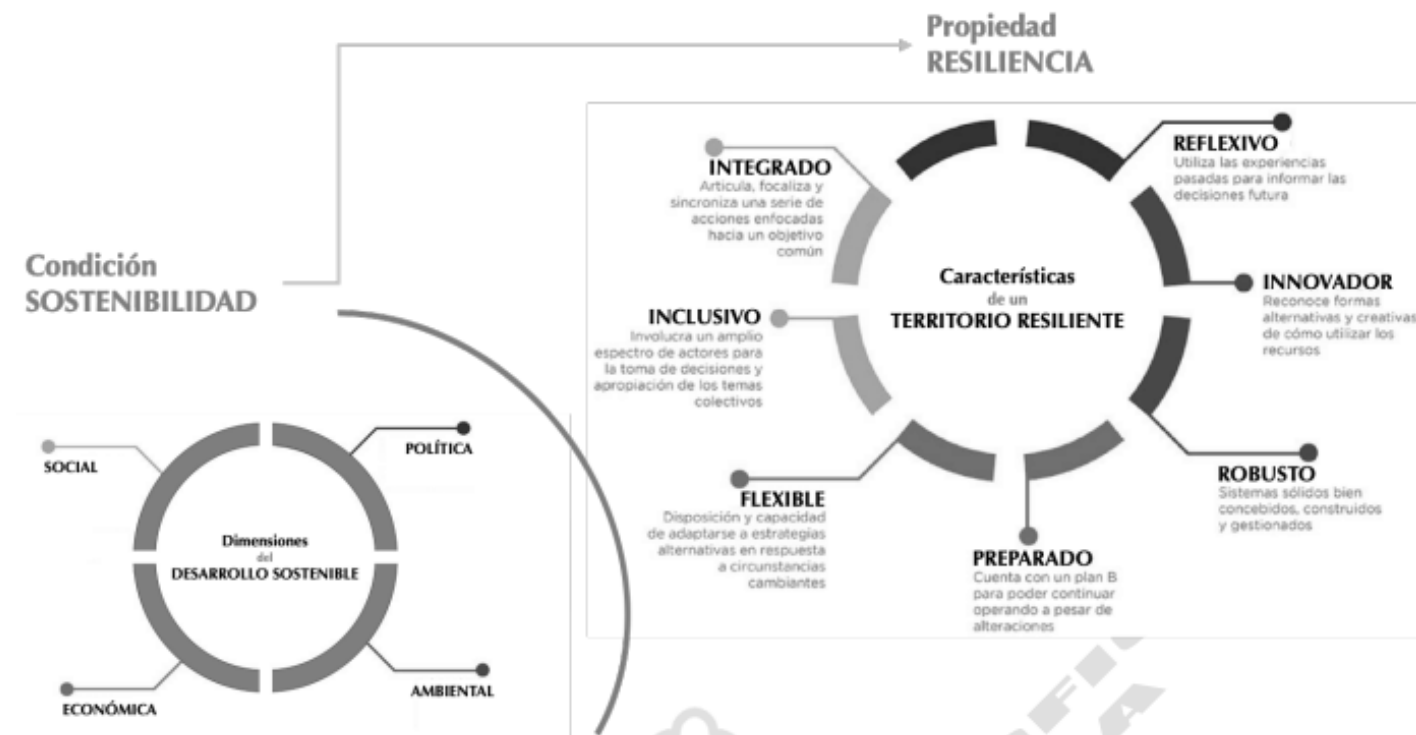 Propiedad
RESILIENCIA
Condición
SOSTENIBILIDAD
INTEGRADO
Articula, focaliza y
sincroniza una serie de
acciones enfocadas
hacia un objetivo
común
REFLEXIVO
Utiliza las experiencias
pasadas para informar las
decisiones futura
INCLUSIVO
Involucra un amplio
espectro de actores para
la toma de decisiones y
apropiación de los temas
colectivos
Características
de un
TERRITORIO RESILIENTE
INNOVADOR
Reconoce formas
alternativas y creativas
de cómo utilizar los
recursos
FLEXIBLE
Disposición y capacidad
de adaptarse a estrategias
alternativas en respuesta
a circunstancias
cambiantes
PREPARADO
Cuenta con un plan B
para poder continuar
operando a pesar de
alteraciones
ROBUSTO
Sistemas sólidos bien
concebidos, construidos
y gestionados
SOCIAL
POLÍTICA
Dimensiones
del
DESARROLLO SOSTENIBLE
ECONÓMICA
AMBIENTAL